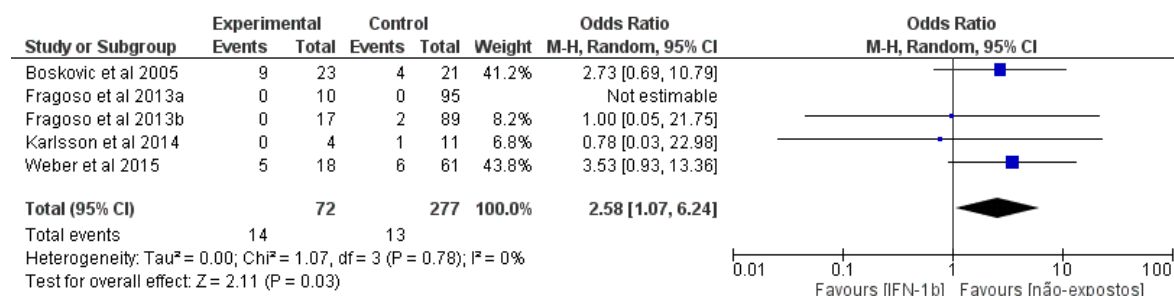 Experimental Control Odds Ratio Odds Ratio
Study or Subgroup Events Total Events Total Weight M-H, Random, 95% CI M-H, Random, 95% CI
Boskovic et al 2005 9 23 4 21 41.2% 2.73 [0.69, 10.79]
Fragoso et al 2013a 0 10 0 95 Not estimable
Fragoso et al 2013b 0 17 2 89 8.2% 1.00 [0.05, 21.75]
Karlsson et al 2014 0 4 1 11 6.8% 0.78 [0.03, 22.98]
Weber et al 2015 5 18 6 61 43.8% 3.53 [0.93, 13.36]
Total (95% CI) 72 277 100.0% 2.58 [1.07, 6.24]
Total events 14 13
Heterogeneity: Tau² = 0.00; Chi² = 1.07, df = 3 (P = 0.78); I² = 0%
Test for overall effect: Z = 2.11 (P = 0.03)
0.01 0.1 1 10 100
Favours [IFN-1b] Favours [não-expostos]